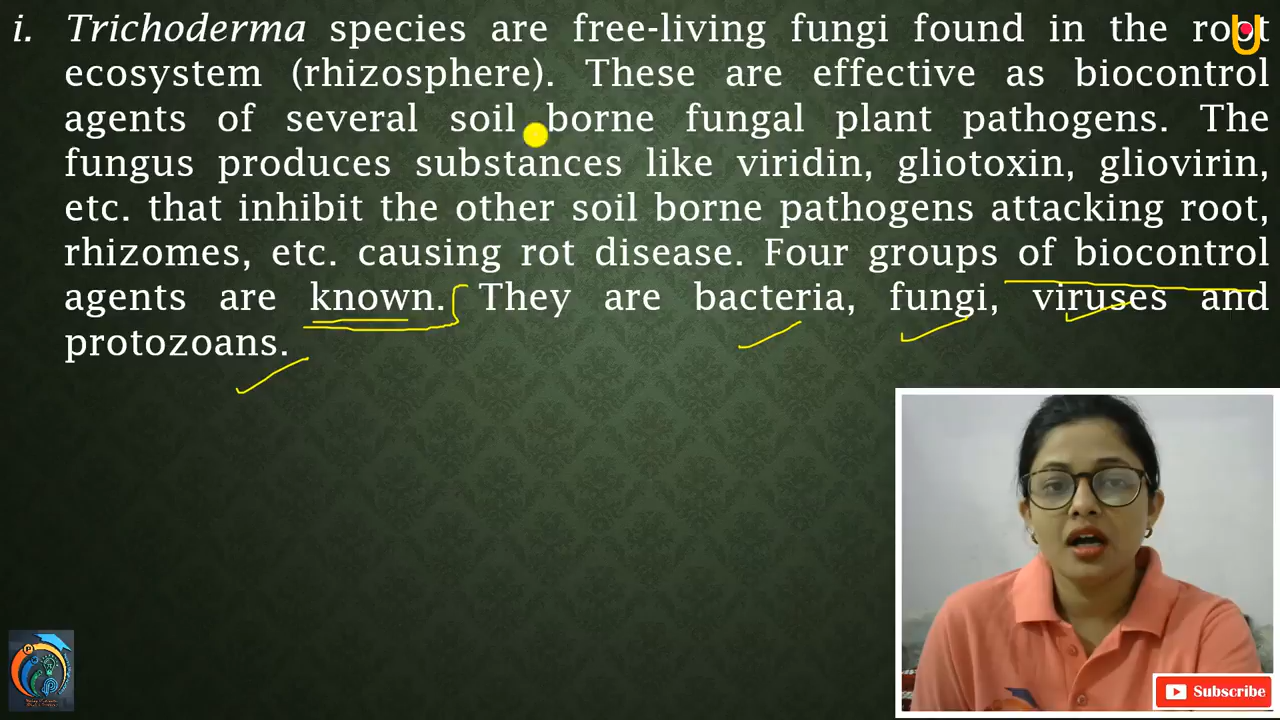 i. Trichoderma species are free-living fungi found in the root
ecosystem (rhizosphere). These are effective as biocontrol
agents of several soil borne fungal plant pathogens. The
fungus produces substances like viridin, gliotoxin, gliovirin,
etc. that inhibit the other soil borne pathogens attacking root,
rhizomes, etc. causing rot disease. Four groups of biocontrol
agents are known. They are bacteria, fungi, viruses and
protozoans.
Subscribe